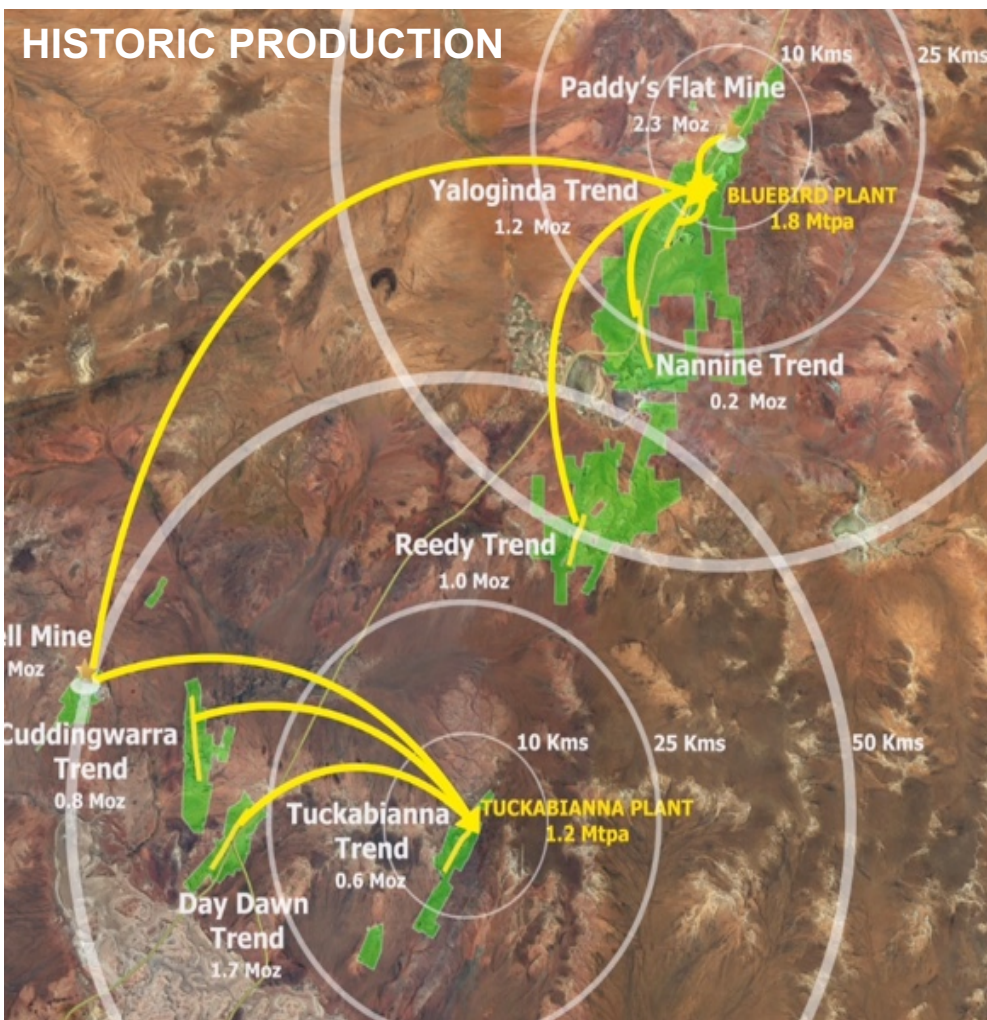 HISTORIC PRODUCTION
10 Kms
25 Kms
Paddy's Flat Mine
2.3 Moz
Yaloginda Trend
1.2 Moz
BLUEBIRD PLANT
1.8 Mtpa
Nannine Trend
0.2 Moz
Reedy Trend
1.0 Moz
ell Mine
Moz
Cuddingwarra
Trend
0.8 Moz
10 Kms
25 Kms
50 Kms
Tuckabianna
Trend
0.6 Moz
TUCKABIANNA PLANT
1.2 Mtpa
Day Dawn
Trend
1.7 Moz